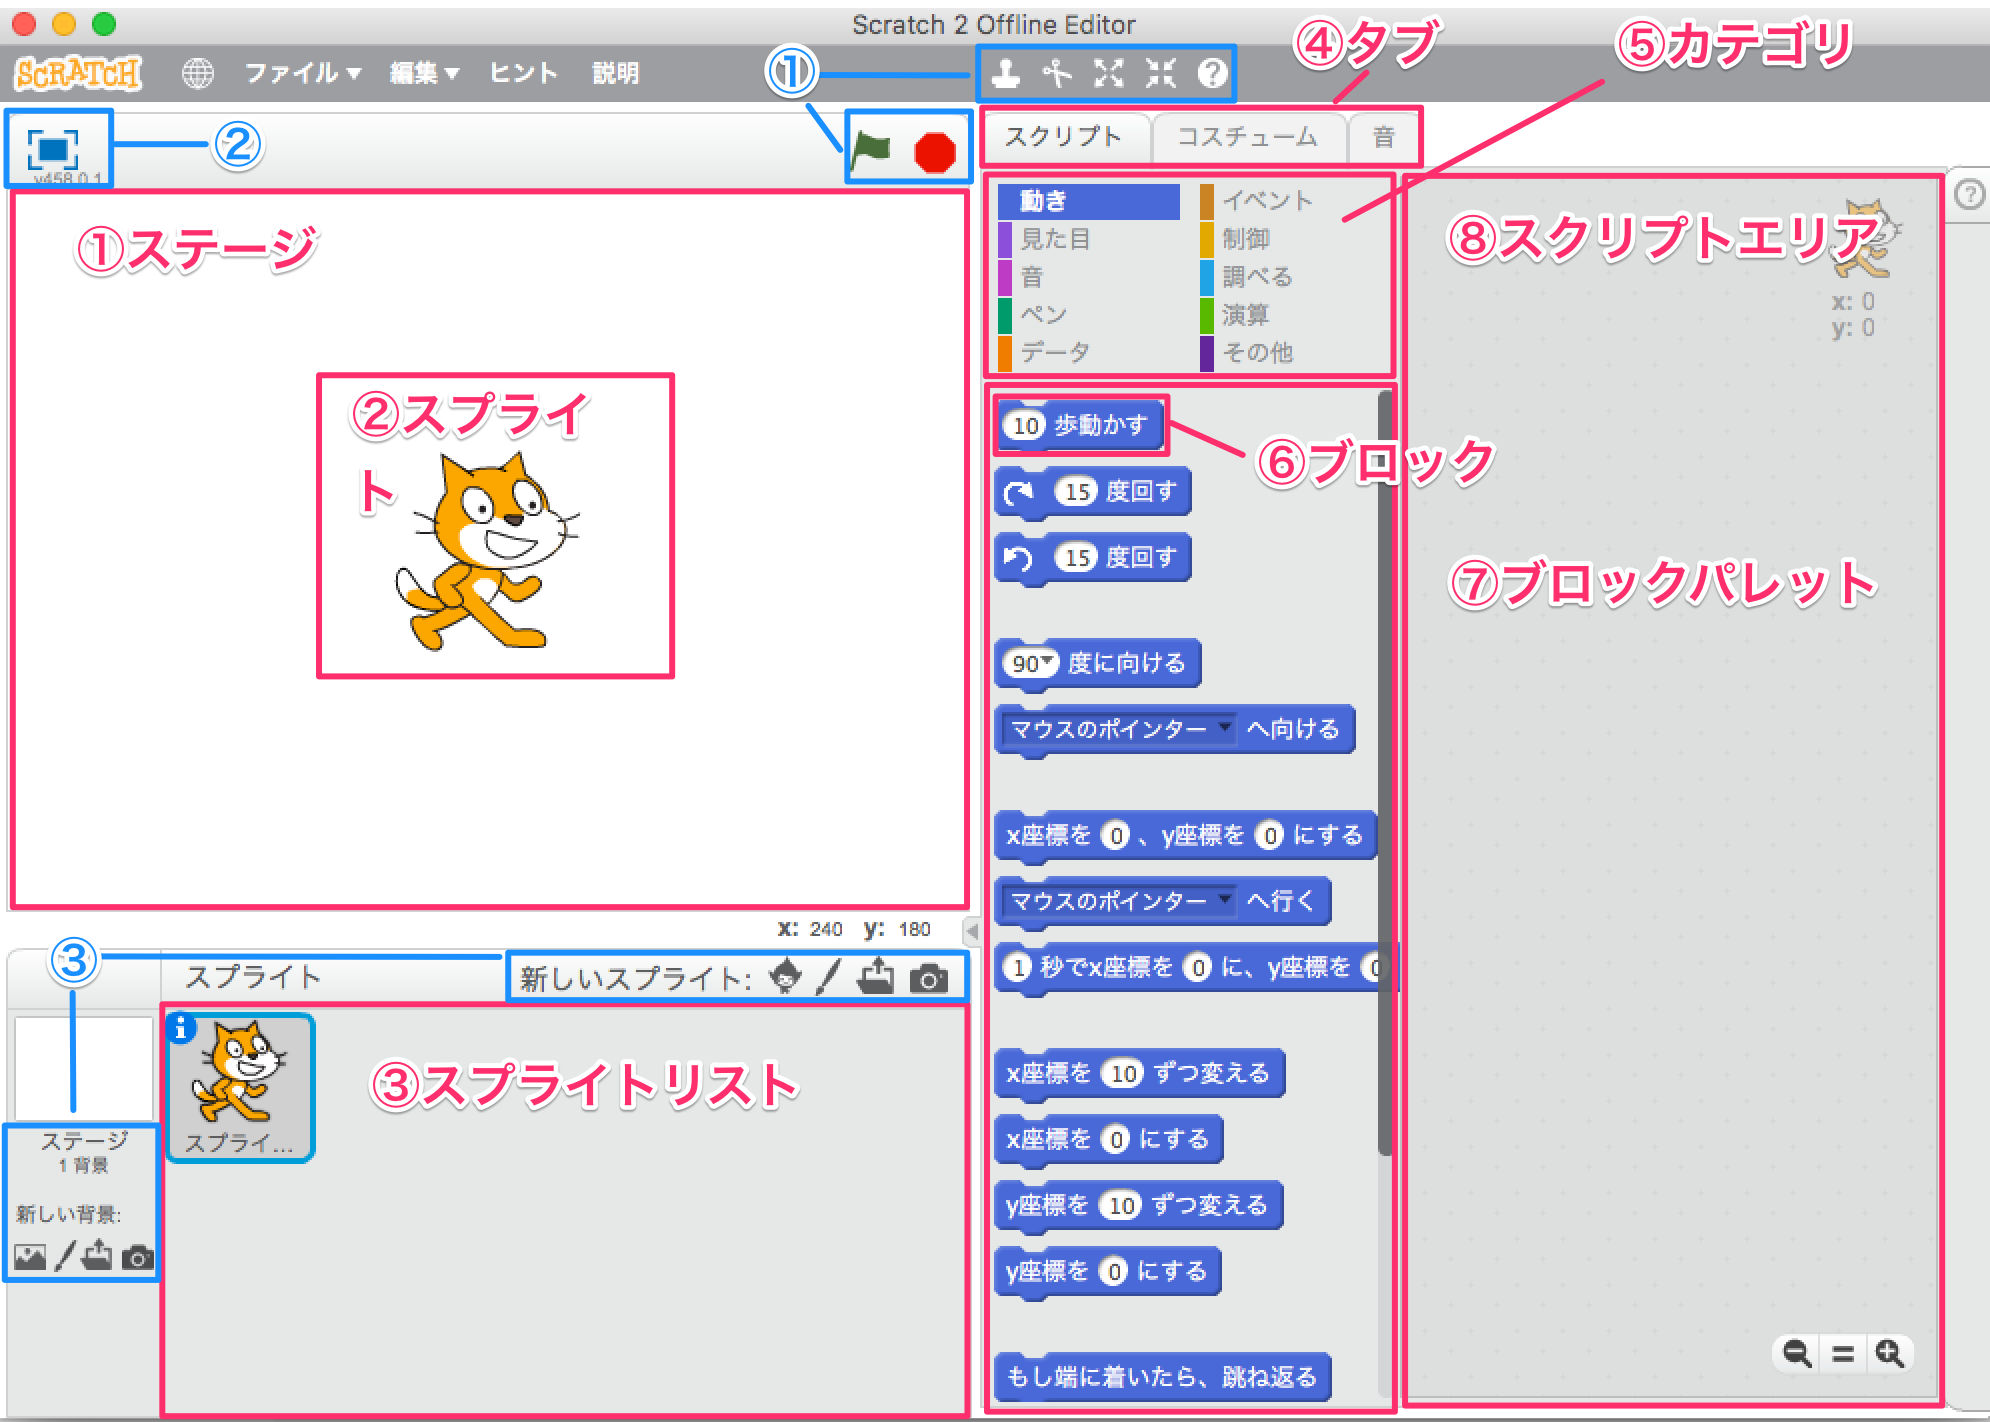 Scratch 2 Offline Editor
SCRATCH ファイル▼ 編集▼ ヒント 説明
① ④タブ ⑤カテゴリ
②
v458.0.1
スクリプト コスチューム 音
①ステージ
動き イベント
見た目 制御
音 調べる
ペン 演算
データ その他
⑧スクリプトエリア
x: 0
y: 0
②スプライ
ト
10 歩動かす
⑥ブロック
15 度回す
15 度回す
⑦ブロックパレット
90▼ 度に向ける
マウスのポインター へ向ける
x座標を 0 、y座標を 0 にする
マウスのポインター へ行く
1 秒でx座標を 0 に、y座標を 0
x座標を 10 ずつ変える
x座標を 0 にする
y座標を 10 ずつ変える
y座標を 0 にする
もし端に着いたら、跳ね返る
x: 240 y: 180
③
スプライト 新しいスプライト:
③スプライトリスト
スプライ...
ステージ
1 背景
新しい背景: